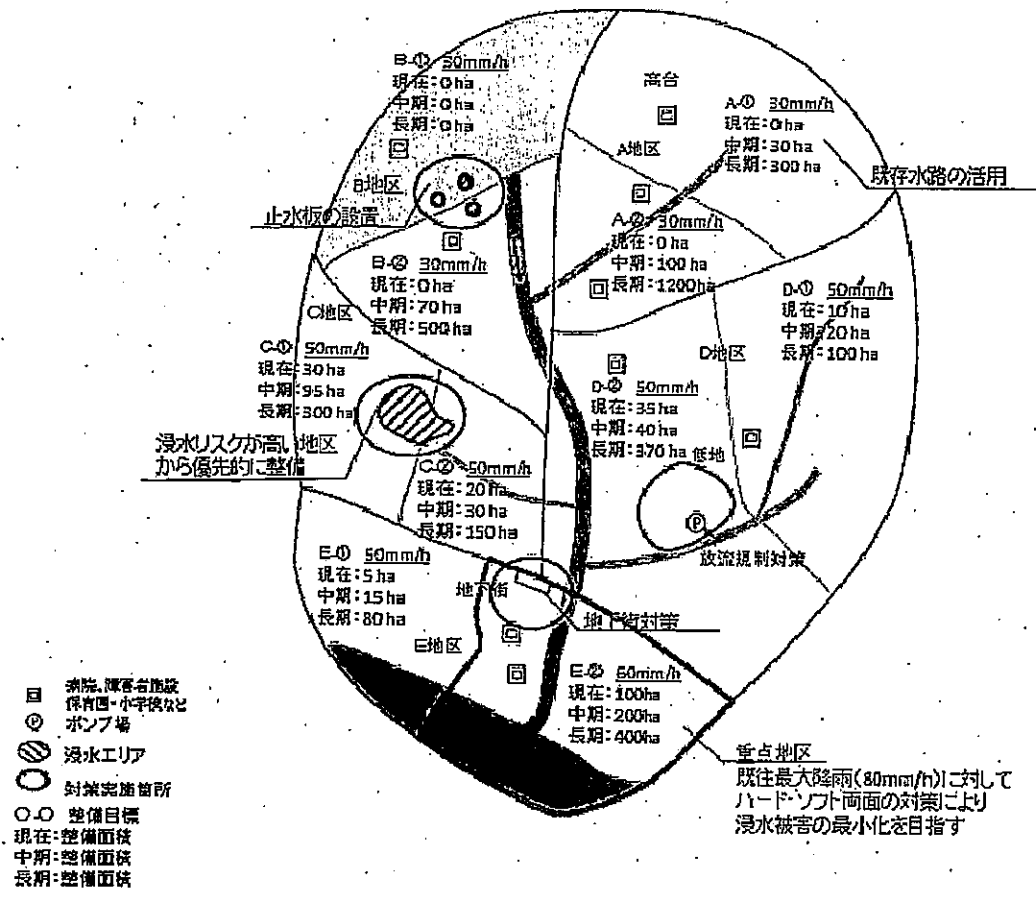 B-① 30mm/h
現在:0ha
中期:0ha
長期:0ha
B地区
止水板の設置
高台
A地区
A-① 30mm/h
現在:0ha
中期:30ha
長期:300ha
既存水路の活用
A-② 30mm/h
現在:0ha
中期:100ha
長期:1200ha
B-② 30mm/h
現在:0ha
中期:70ha
長期:500ha
C地区
C-① 50mm/h
現在:30ha
中期:95ha
長期:300ha
浸水リスクが高い地区
から優先的に整備
C-② 50mm/h
現在:20ha
中期:30ha
長期:150ha
D-① 50mm/h
現在:10ha
中期:20ha
長期:100ha
D地区
D-② 50mm/h
現在:35ha
中期:40ha
長期:370ha
低地
P
放流規制対策
E-① 50mm/h
現在:5ha
中期:15ha
長期:80ha
E地区
地下街
地下街対策
E-② 60mm/h
現在:100ha
中期:200ha
長期:400ha
重点地区
既往最大降雨(80mm/h)に対して
ハード・ソフト両面の対策により
浸水被害の最小化を目指す
病院、障害者施設
保育園・小学校など
P ポンプ場
浸水エリア
対策実施箇所
○-○ 整備目標
現在:整備面積
中期:整備面積
長期:整備面積